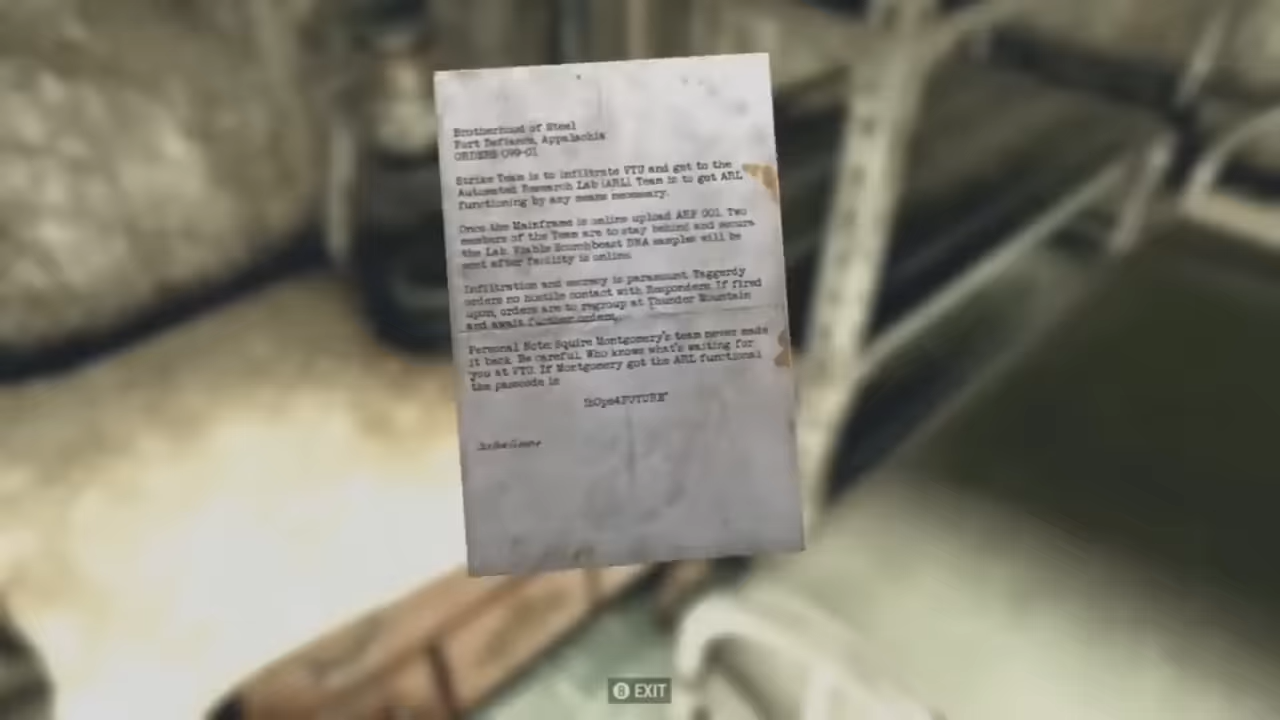 Brotherhood of Steel
Fort Defiance, Appalachia
ORDERS 099-01
Strike Team is to infiltrate VTU and get to the
Automated Research Lab (ARL). Team is to get ARL
functioning by any means necessary.
Once the Mainframe is online upload AEP 001. Two
members of the Team are to stay behind and secure
the Lab. Viable Scorchbeast DNA samples will be
sent after facility is online.
Infiltration and secrecy is paramount. Taggerdy
orders no hostile contact with Responders. If fired
upon, orders are to regroup at Thunder Mountain
and await further orders.
Personal Note: Squire Montgomery's team never made
it back. Be careful. Who knows what's waiting for
you at VTU. If Montgomery got the ARL functional
the passcode is
B EXIT